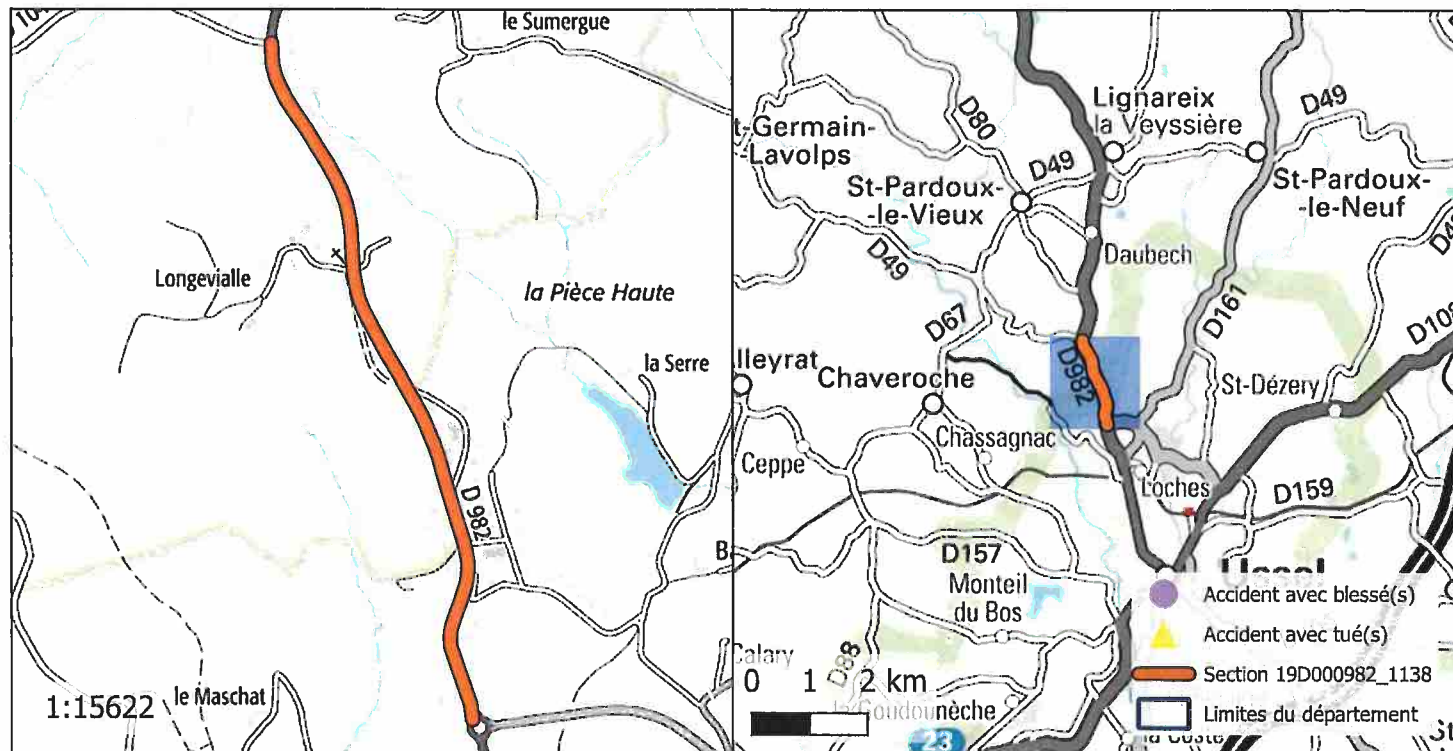 le Sumergue
Longevialle
la Pièce Haute
la Serre
D 982
le Maschat
1:15622
Lignareix
la Veyssière
D49
D80
t-Germain-
-Lavolps
D49
St-Pardoux-
-le-Vieux
St-Pardoux-
-le-Neuf
Daubech
D49
D161
D67
D982
Alleyrat
Chaveroche
St-Dézery
Chassagnac
Ceppe
Loches
D159
D157
Ussel
Monteil
du Bos
Calary
D88
0 1 2 km
nèche
23
Accident avec blessé(s)
Accident avec tué(s)
Section 19D000982_1138
Limites du département